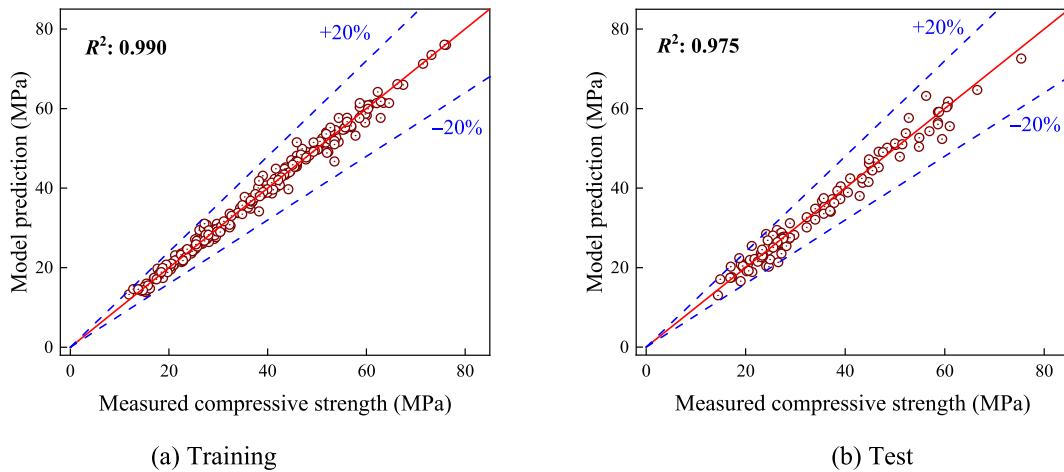 R²: 0.990
+20%
−20%
80
60
40
20
0
0 20 40 60 80
Model prediction (MPa)
Measured compressive strength (MPa)
(a) Training
R²: 0.975
+20%
−20%
80
60
40
20
0
0 20 40 60 80
Model prediction (MPa)
Measured compressive strength (MPa)
(b) Test